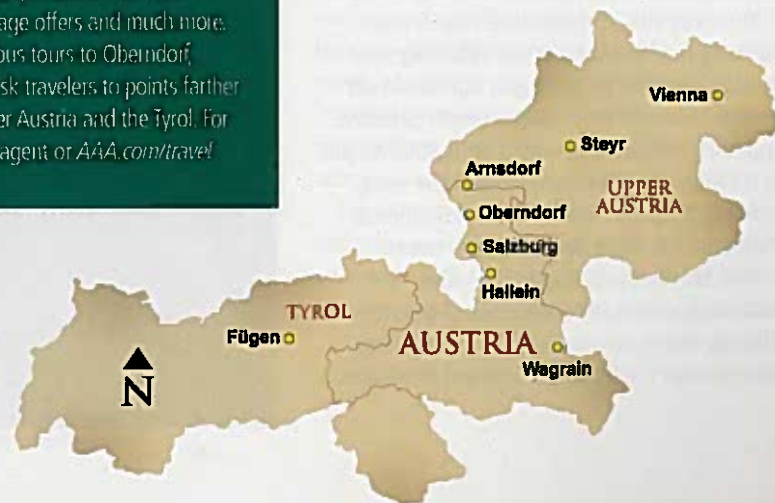 age offers and much more.
ous tours to Oberndorf,
sk travelers to points farther
er Austria and the Tyrol. For
agent or AAA.com/travel
Vienna
Steyr
Arnsdorf
UPPER
AUSTRIA
Oberndorf
Salzburg
Hallein
TYROL
Fügen
AUSTRIA
Wagrain
N